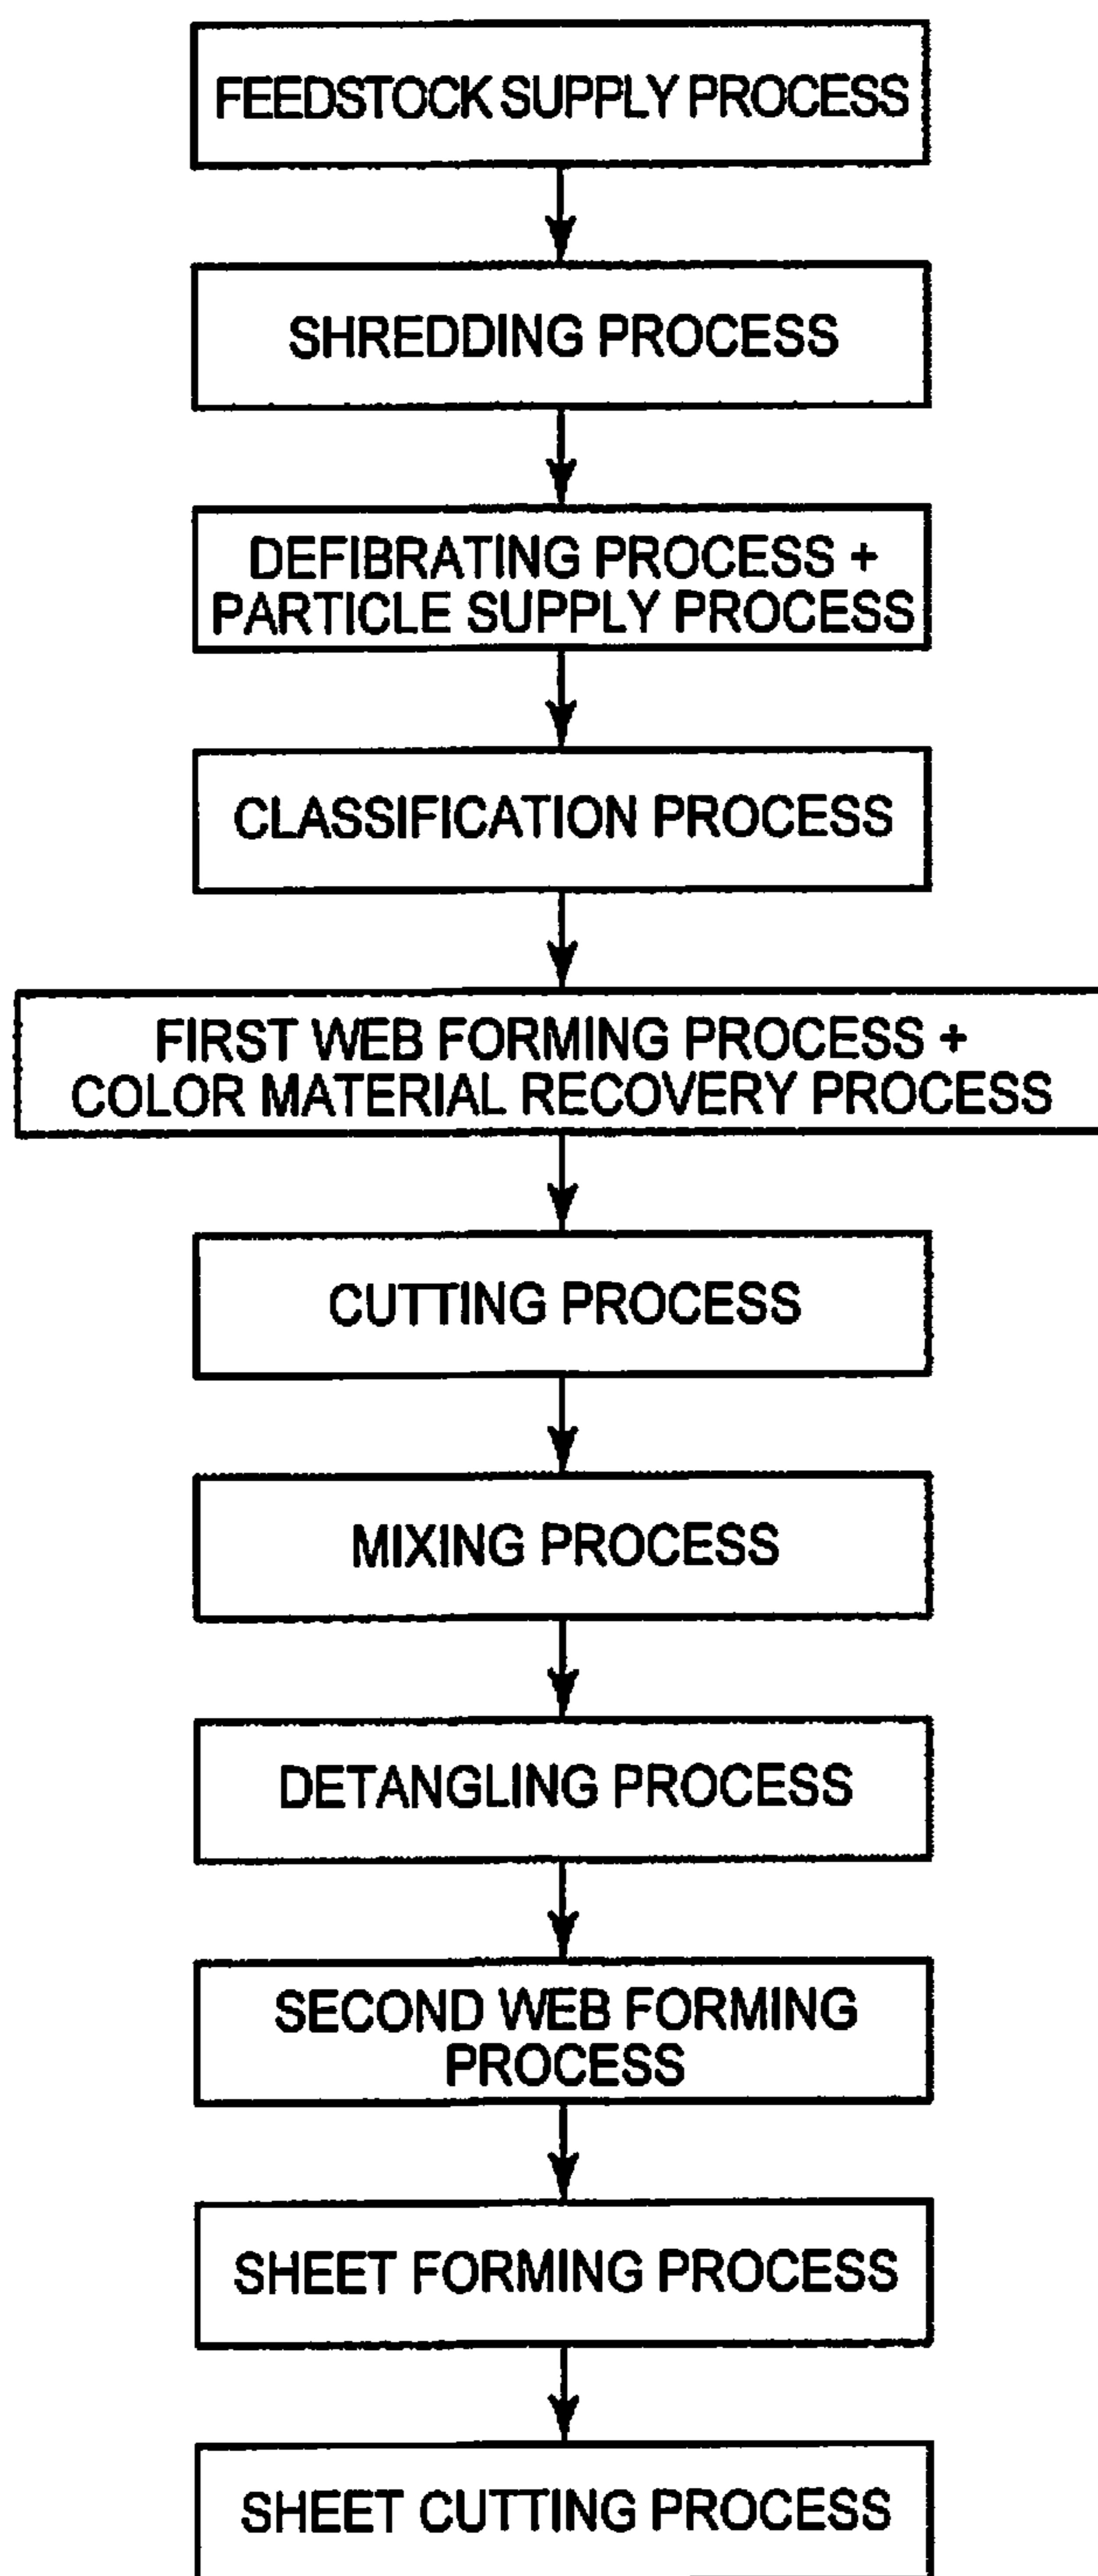 FEEDSTOCK SUPPLY PROCESS
SHREDDING PROCESS
DEFIBRATING PROCESS +
PARTICLE SUPPLY PROCESS
CLASSIFICATION PROCESS
FIRST WEB FORMING PROCESS +
COLOR MATERIAL RECOVERY PROCESS
CUTTING PROCESS
MIXING PROCESS
DETANGLING PROCESS
SECOND WEB FORMING
PROCESS
SHEET FORMING PROCESS
SHEET CUTTING PROCESS